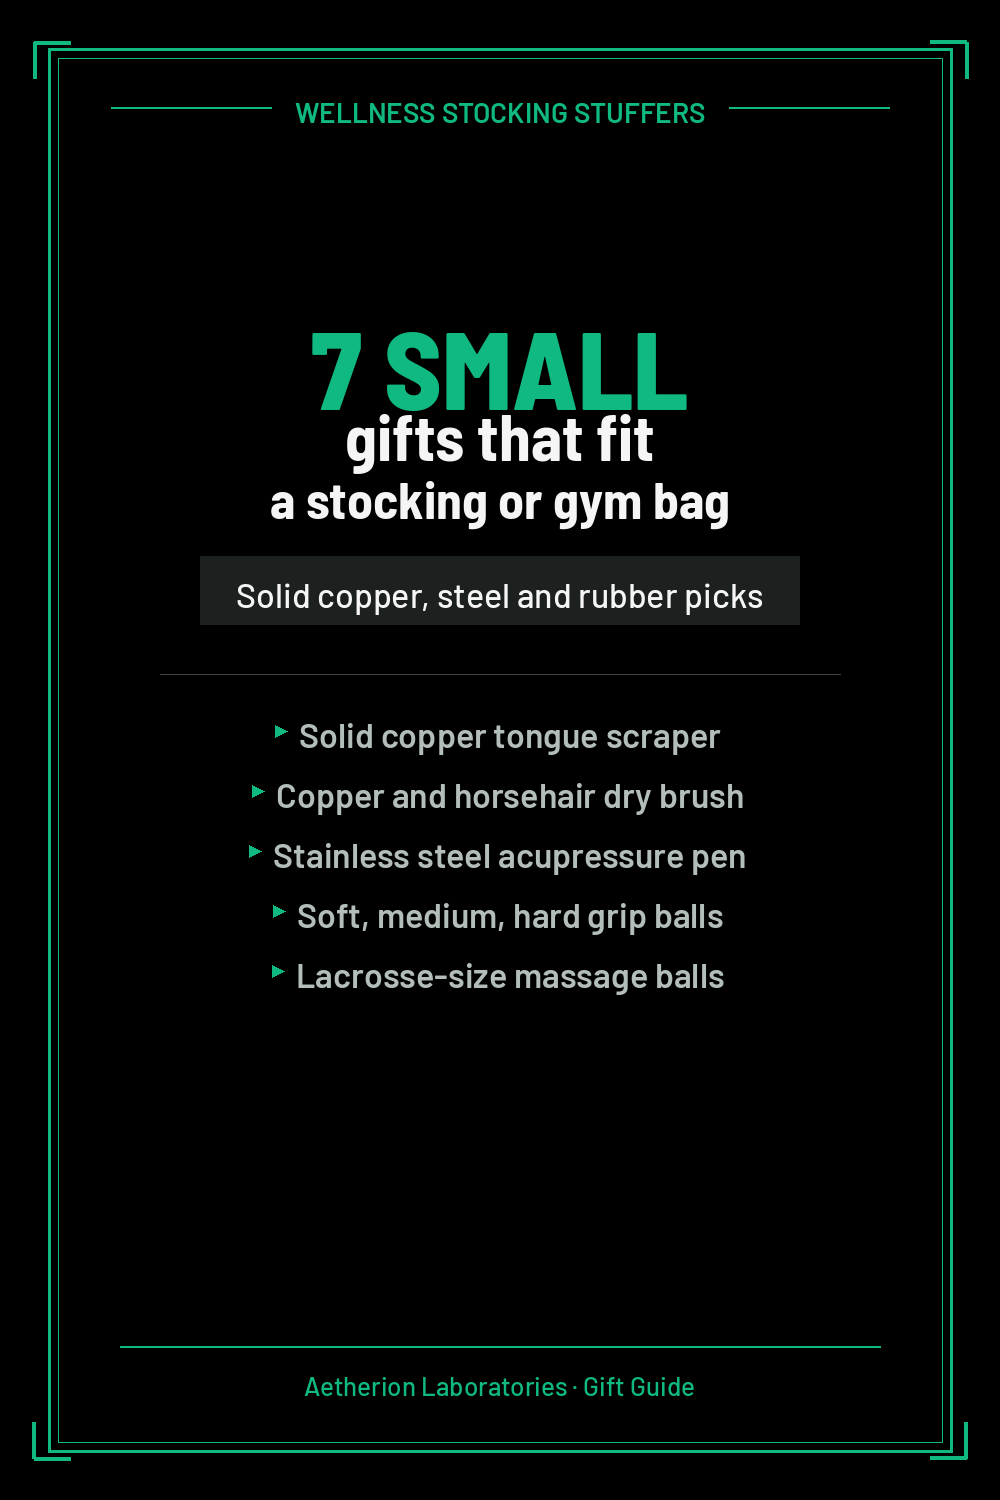 WELLNESS STOCKING STUFFERS
7 SMALL
gifts that fit
a stocking or gym bag
Solid copper, steel and rubber picks
Solid copper tongue scraper
Copper and horsehair dry brush
Stainless steel acupressure pen
Soft, medium, hard grip balls
Lacrosse-size massage balls
Aetherion Laboratories · Gift Guide